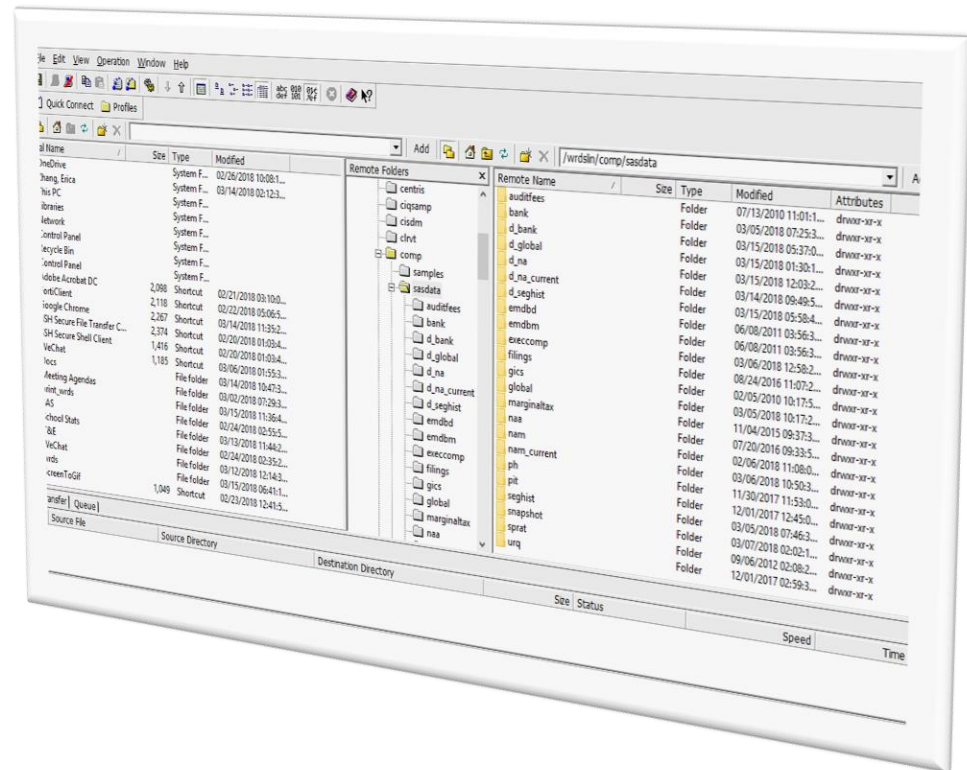 Edit View Operation Window Help
Quick Connect Profiles
Add /wrdsin/comp/sasdata
Name Size Type Modified
OneDrive System F... 02/26/2018 10:08:1...
Erica System F... 03/14/2018 02:12:3...
This PC System F...
Libraries System F...
Network System F...
Control Panel System F...
Recycle Bin System F...
Control Panel System F...
Adobe Acrobat DC 2,098 Shortcut 02/21/2018 03:10:0...
FortiClient 2,118 Shortcut 02/22/2018 05:06:5...
Google Chrome 2,267 Shortcut 03/14/2018 11:35:2...
SH Secure File Transfer C... 2,374 Shortcut 02/20/2018 01:03:4...
SH Secure Shell Client 1,416 Shortcut 02/20/2018 01:03:4...
WeChat 1,185 Shortcut 03/06/2018 01:55:3...
File folder 03/14/2018 10:47:3...
Meeting Agendas File folder 03/02/2018 07:29:3...
print_wrds File folder 03/15/2018 11:36:4...
AS File folder 02/24/2018 02:55:5...
School Stats File folder 03/13/2018 11:44:2...
T&E File folder 02/24/2018 02:35:2...
WeChat File folder 03/12/2018 12:14:3...
wrds File folder 03/15/2018 06:41:1...
ScreenToGif 1,049 Shortcut 02/23/2018 12:41:5...
Remote Folders X
centris
ciqsamp
cisdm
clrvt
comp
samples
sasdata
auditfees
bank
d_bank
d_global
d_na
d_na_current
d_seghist
emdbd
emdbm
execcomp
filings
gics
global
marginaltax
naa
Remote Name Size Type Modified Attributes
auditfees Folder 07/13/2010 11:01:1... drwxr-xr-x
bank Folder 03/05/2018 07:25:3... drwxr-xr-x
d_bank Folder 03/15/2018 05:37:0... drwxr-xr-x
d_global Folder 03/15/2018 01:30:1... drwxr-xr-x
d_na Folder 03/15/2018 12:03:2... drwxr-xr-x
d_na_current Folder 03/14/2018 09:49:5... drwxr-xr-x
d_seghist Folder 03/15/2018 05:58:4... drwxr-xr-x
emdbd Folder 06/08/2011 03:56:3... drwxr-xr-x
emdbm Folder 06/08/2011 03:56:3... drwxr-xr-x
execcomp Folder 03/06/2018 12:58:2... drwxr-xr-x
filings Folder 08/24/2016 11:07:2... drwxr-xr-x
gics Folder 02/05/2010 10:17:5... drwxr-xr-x
global Folder 03/05/2018 10:17:2... drwxr-xr-x
marginaltax Folder 11/04/2015 09:37:3... drwxr-xr-x
naa Folder 07/20/2016 09:33:5... drwxr-xr-x
nam Folder 02/06/2018 11:08:0... drwxr-xr-x
nam_current Folder 03/06/2018 10:50:3... drwxr-xr-x
ph Folder 11/30/2017 11:53:0... drwxr-xr-x
pit Folder 12/01/2017 12:45:0... drwxr-xr-x
seghist Folder 03/05/2018 07:46:3... drwxr-xr-x
snapshot Folder 03/07/2018 02:02:1... drwxr-xr-x
sprat Folder 09/06/2012 02:08:2... drwxr-xr-x
urq Folder 12/01/2017 02:59:3... drwxr-xr-x
Queue
Source File Source Directory Destination Directory Size Status Speed Time